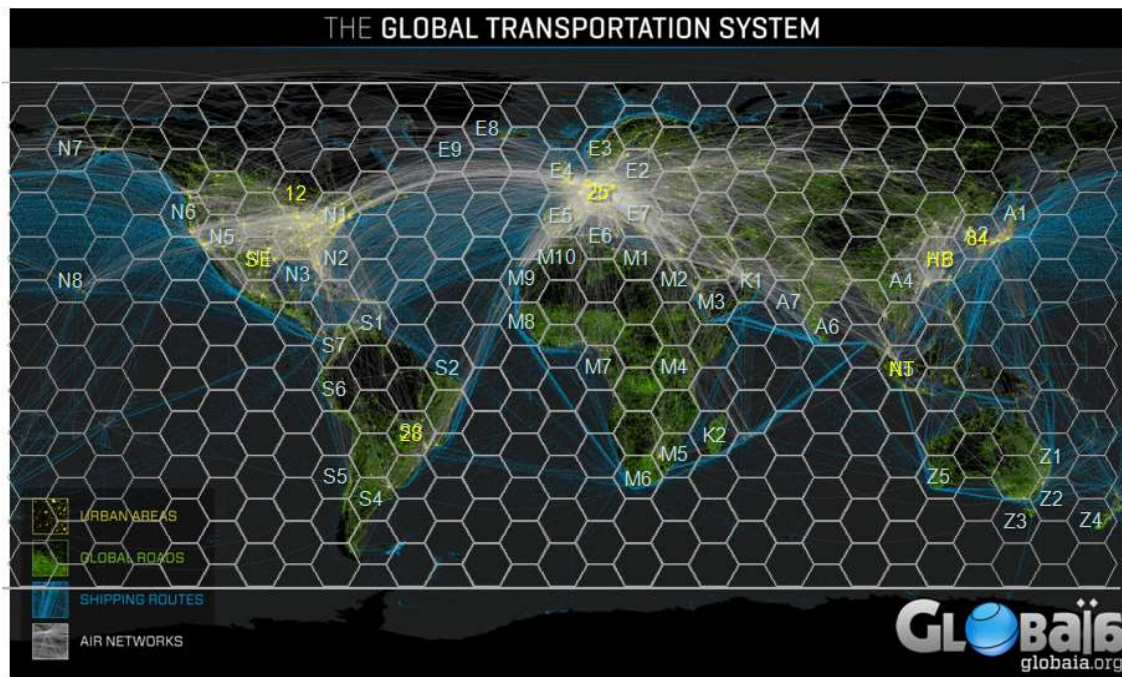 THE GLOBAL TRANSPORTATION SYSTEM
E8
N7
E9
E3
E4
E2
12
25*
N6
N1
E5
E7
A1
N5
E6
A2
84
SE
N2
M10
M1
HB
N8
N3
M9
M2
K1
A4
M3
A7
S1
M8
A6
S7
S2
M7
M4
NT
S6
28
K2
M5
Z1
S5
M6
Z5
S4
Z2
Z3
Z4
URBAN AREAS
GLOBAL ROADS
SHIPPING ROUTES
AIR NETWORKS
GLOBAÏA
globaia.org